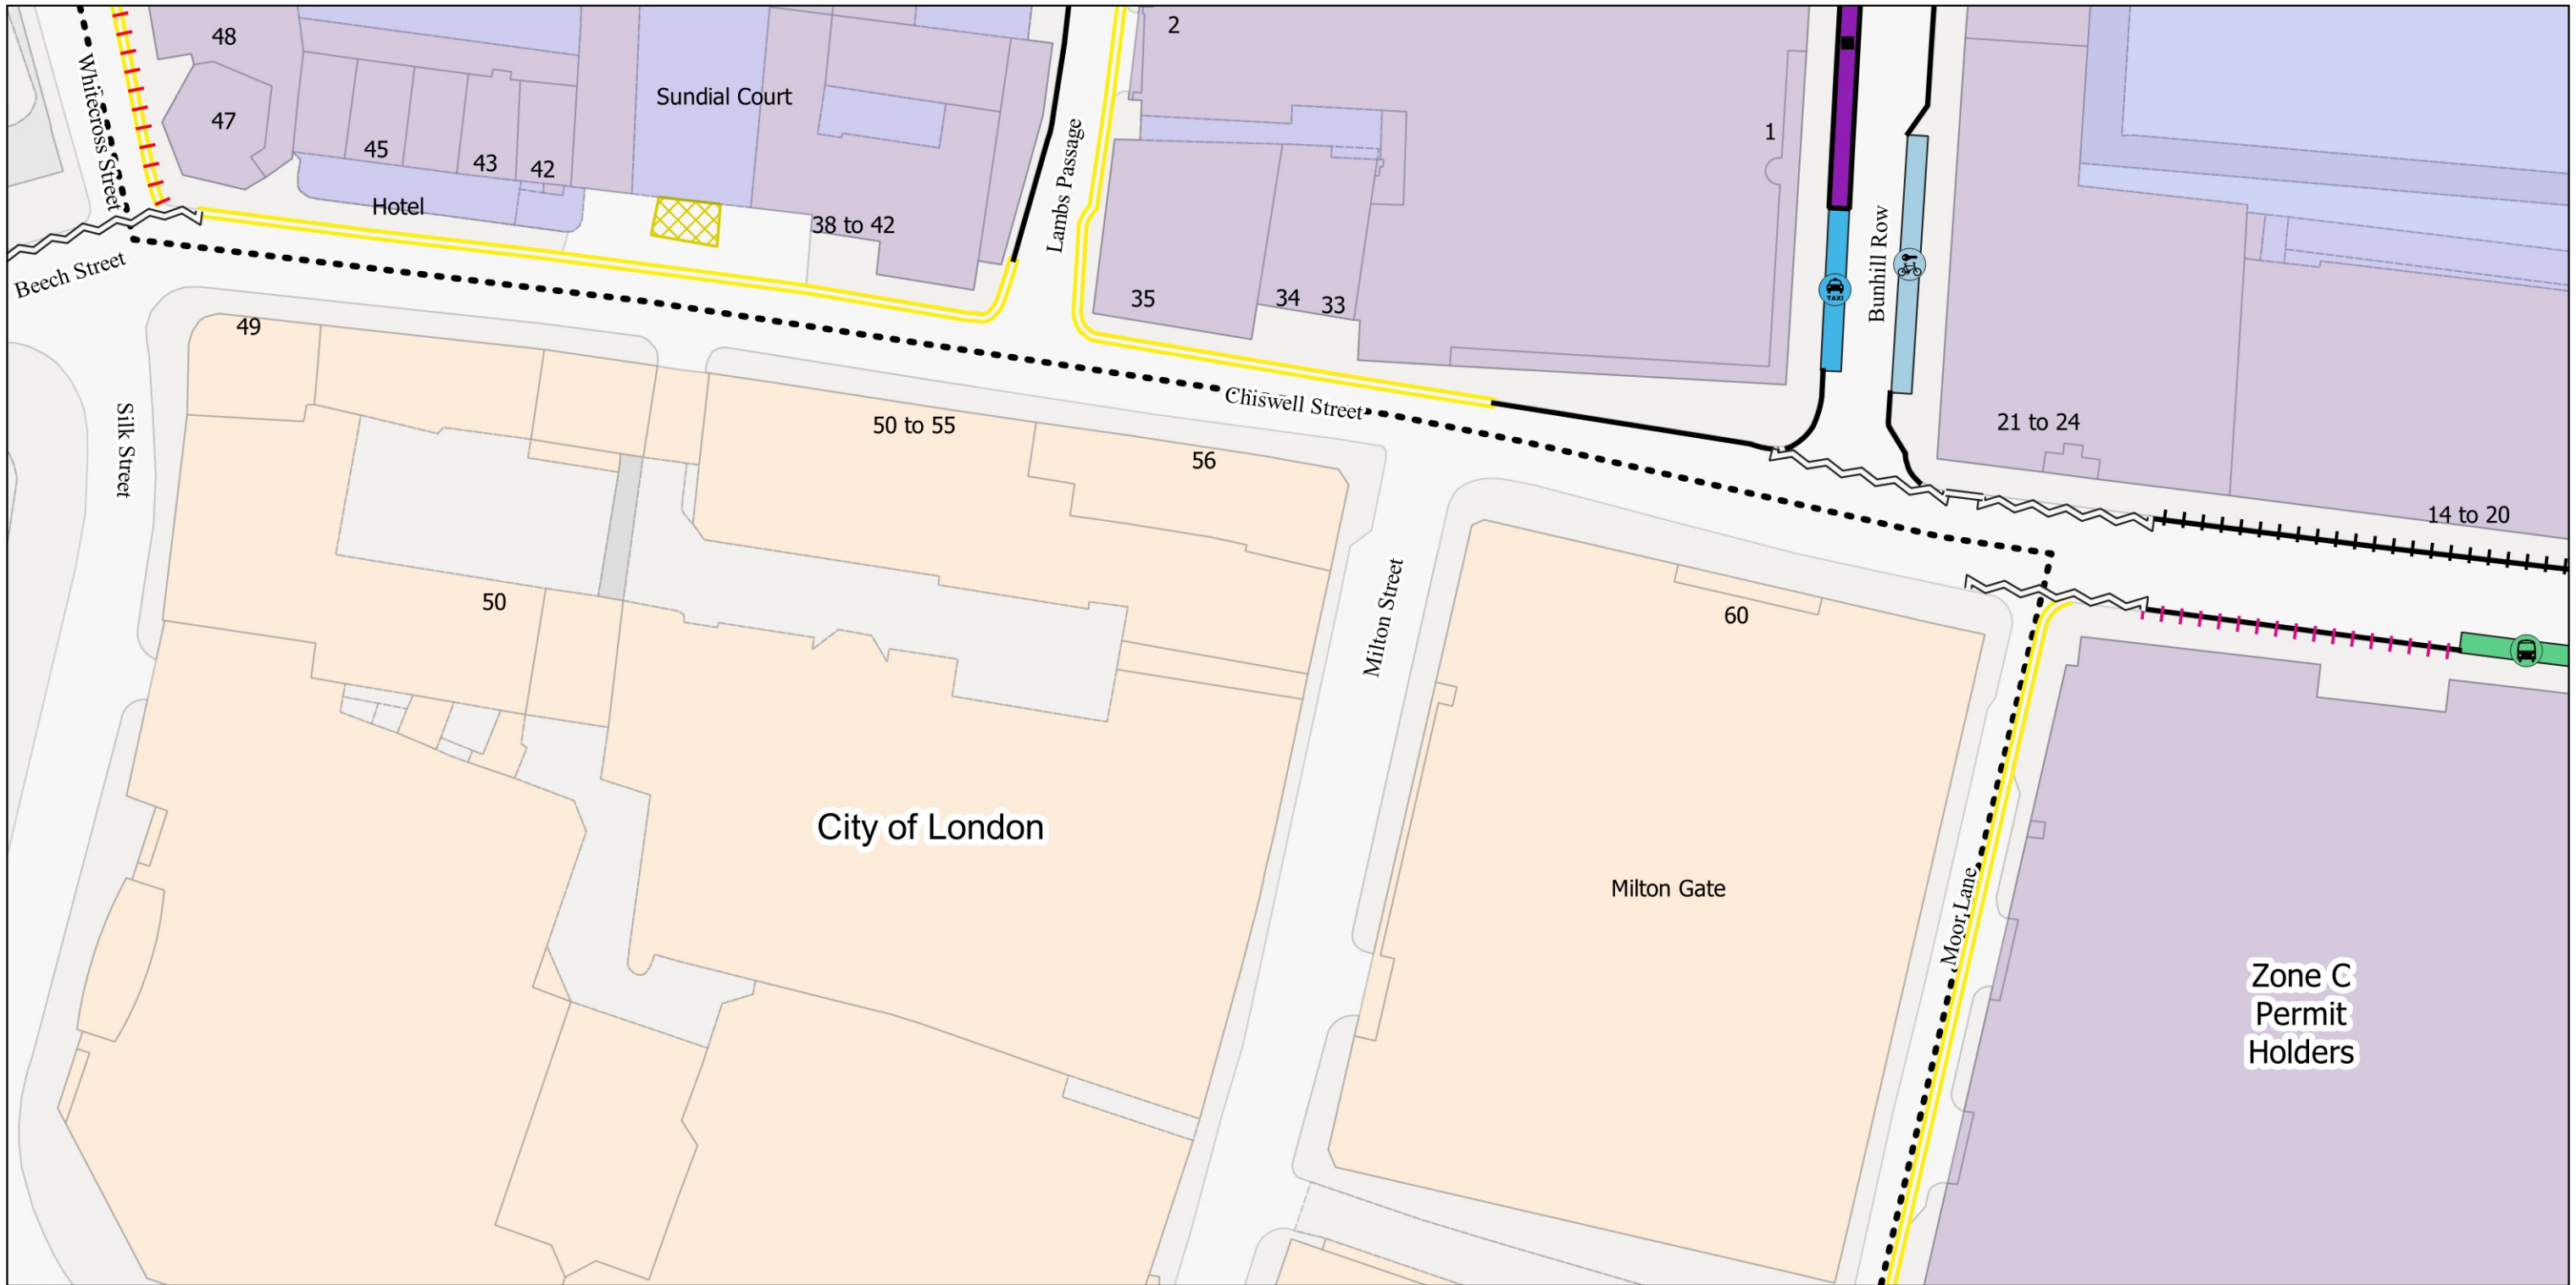 48
2
Sundial Court
47
1
45
43
42
Whitecross Street
Lambs Passage
Hotel
38 to 42
Bunhill Row
Beech Street
TAXI
35
34
33
49
Chiswell Street
21 to 24
50 to 55
56
Silk Street
14 to 20
50
Milton Street
60
City of London
Milton Gate
Moor Lane
Zone C
Permit
Holders